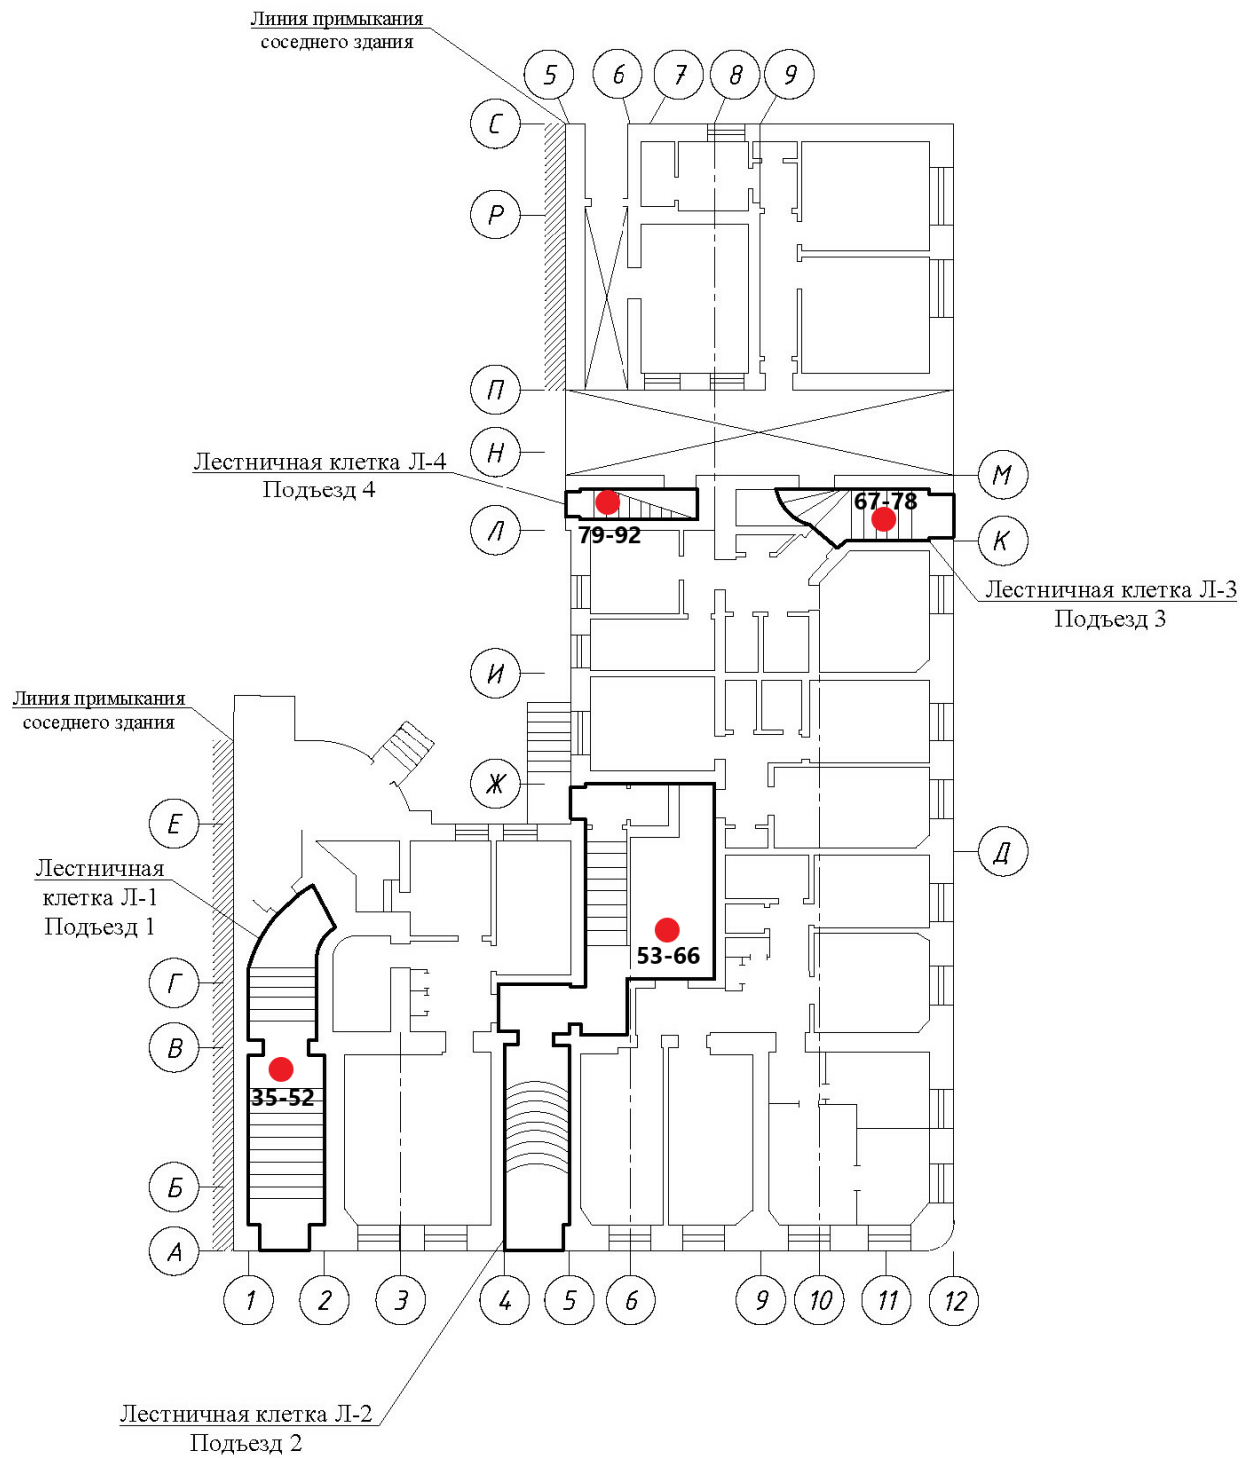 Линия примыкания
соседнего здания
5
6
7
8
9
С
Р
П
Н
Лестничная клетка Л-4
Подъезд 4
М
67-78
79-92
Л
К
Лестничная клетка Л-3
Подъезд 3
И
Линия примыкания
соседнего здания
Ж
Е
Д
Лестничная
клетка Л-1
Подъезд 1
53-66
Г
В
35-52
Б
А
1
2
3
4
5
6
9
10
11
12
Лестничная клетка Л-2
Подъезд 2